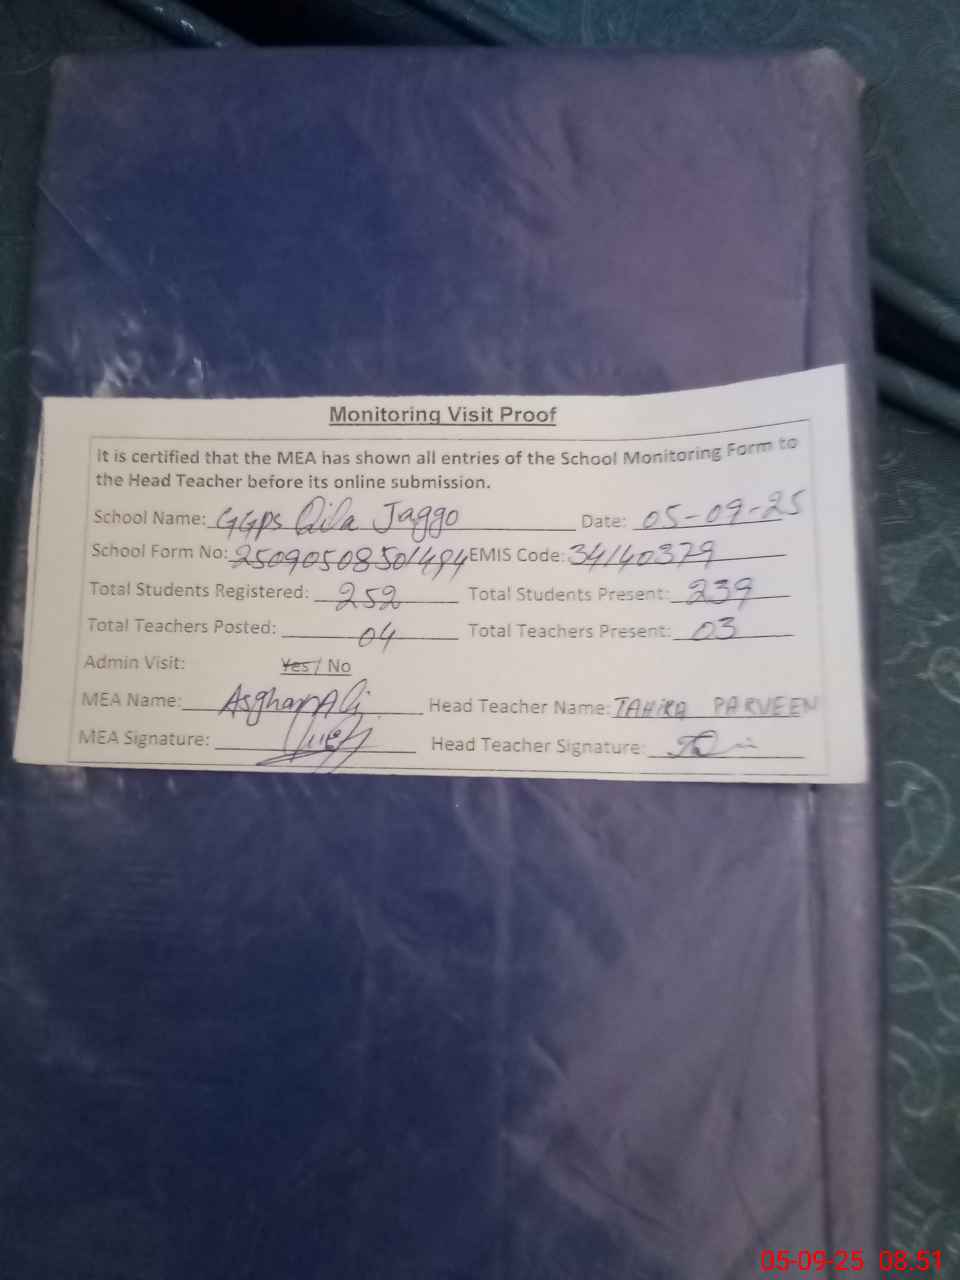 Monitoring Visit Proof
It is certified that the MEA has shown all entries of the School Monitoring Form to
the Head Teacher before its online submission.
School Name: GGPS Qila Jaggo Date: 05-09-25
School Form No: 25090508501494 EMIS Code: 34140379
Total Students Registered: 252 Total Students Present: 239
Total Teachers Posted: 04 Total Teachers Present: 03
Admin Visit: Yes / No
MEA Name: Asghar Ali Head Teacher Name: TAHIRA PARVEEN
MEA Signature: Head Teacher Signature:
05-09-25 08:51